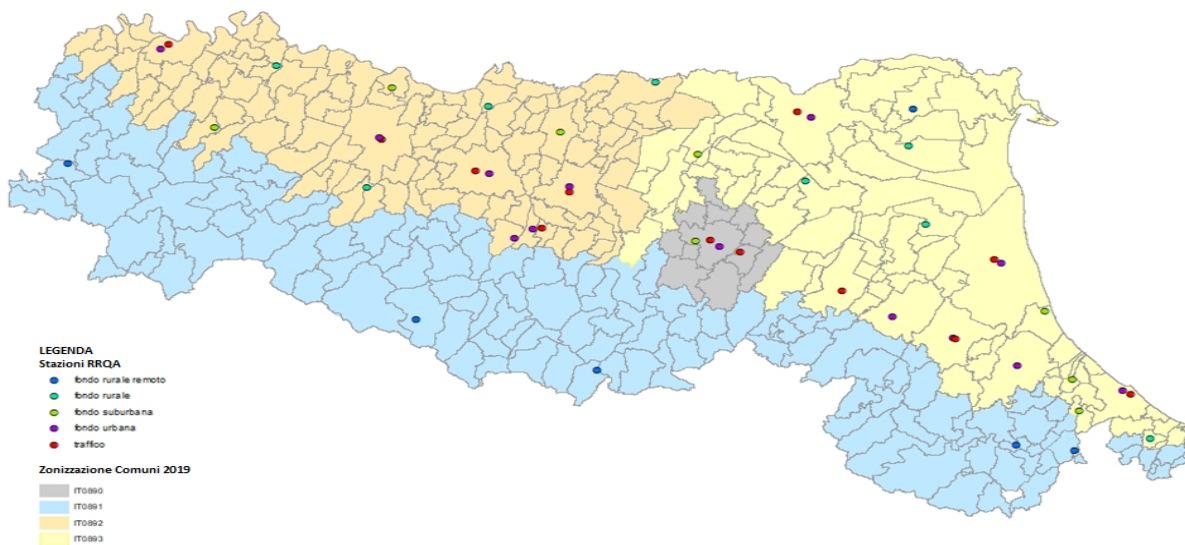 LEGENDA
Stazioni RRQA
fondo rurale remoto
fondo rurale
fondo suburbana
fondo urbana
traffico
Zonizzazione Comuni 2019
IT0890
IT0891
IT0892
IT0893